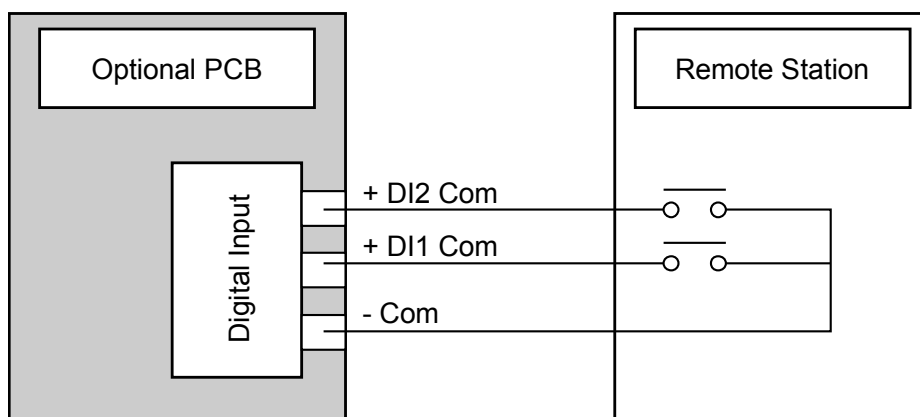 Optional PCB
Remote Station
Digital Input
+ DI2 Com
+ DI1 Com
- Com